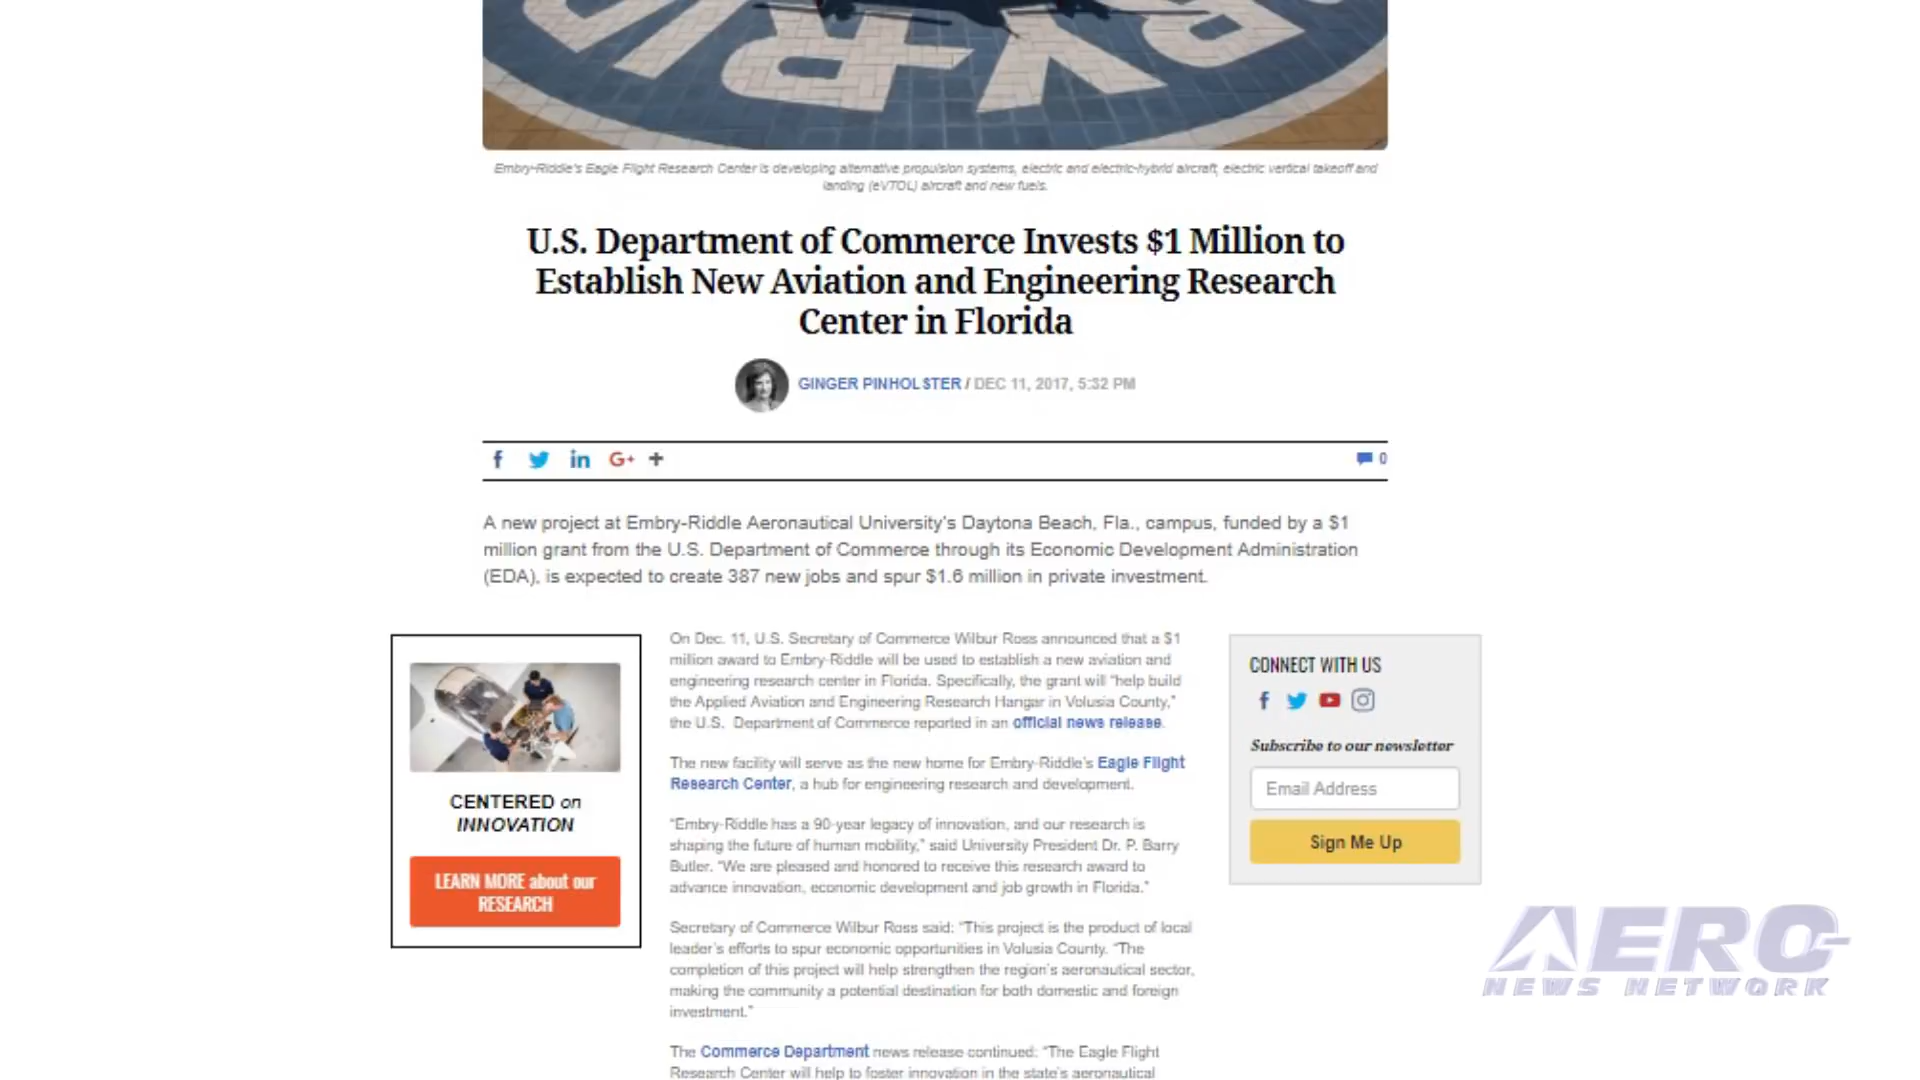 Embry-Riddle's Eagle Flight Research Center is developing alternative propulsion systems, electric and electric-hybrid aircraft, electric vertical takeoff and
landing (eVTOL) aircraft and new fuels.
U.S. Department of Commerce Invests $1 Million to
Establish New Aviation and Engineering Research
Center in Florida
GINGER PINHOLSTER / DEC 11, 2017, 5:32 PM
f in G+ + 0
A new project at Embry-Riddle Aeronautical University's Daytona Beach, Fla., campus, funded by a $1
million grant from the U.S. Department of Commerce through its Economic Development Administration
(EDA), is expected to create 387 new jobs and spur $1.6 million in private investment.
CENTERED on
INNOVATION
LEARN MORE about our
RESEARCH
On Dec. 11, U.S. Secretary of Commerce Wilbur Ross announced that a $1
million award to Embry-Riddle will be used to establish a new aviation and
engineering research center in Florida. Specifically, the grant will "help build
the Applied Aviation and Engineering Research Hangar in Volusia County,"
the U.S. Department of Commerce reported in an official news release.
The new facility will serve as the new home for Embry-Riddle's Eagle Flight
Research Center, a hub for engineering research and development.
"Embry-Riddle has a 90-year legacy of innovation, and our research is
shaping the future of human mobility," said University President Dr. P. Barry
Butler. "We are pleased and honored to receive this research award to
advance innovation, economic development and job growth in Florida."
Secretary of Commerce Wilbur Ross said: "This project is the product of local
leader's efforts to spur economic opportunities in Volusia County. "The
completion of this project will help strengthen the region's aeronautical sector,
making the community a potential destination for both domestic and foreign
investment."
The Commerce Department news release continued: "The Eagle Flight
Research Center will help to foster innovation in the state's aeronautical
CONNECT WITH US
Subscribe to our newsletter
Email Address
Sign Me Up
AERO-
NEWS NETWORK